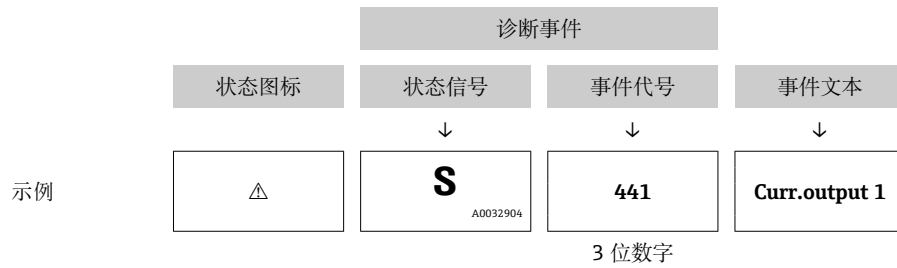 诊断事件
状态图标 状态信号 事件代号 事件文本
↓ ↓ ↓
示例 ⚠ S 441 Curr.output 1
A0032904
3 位数字